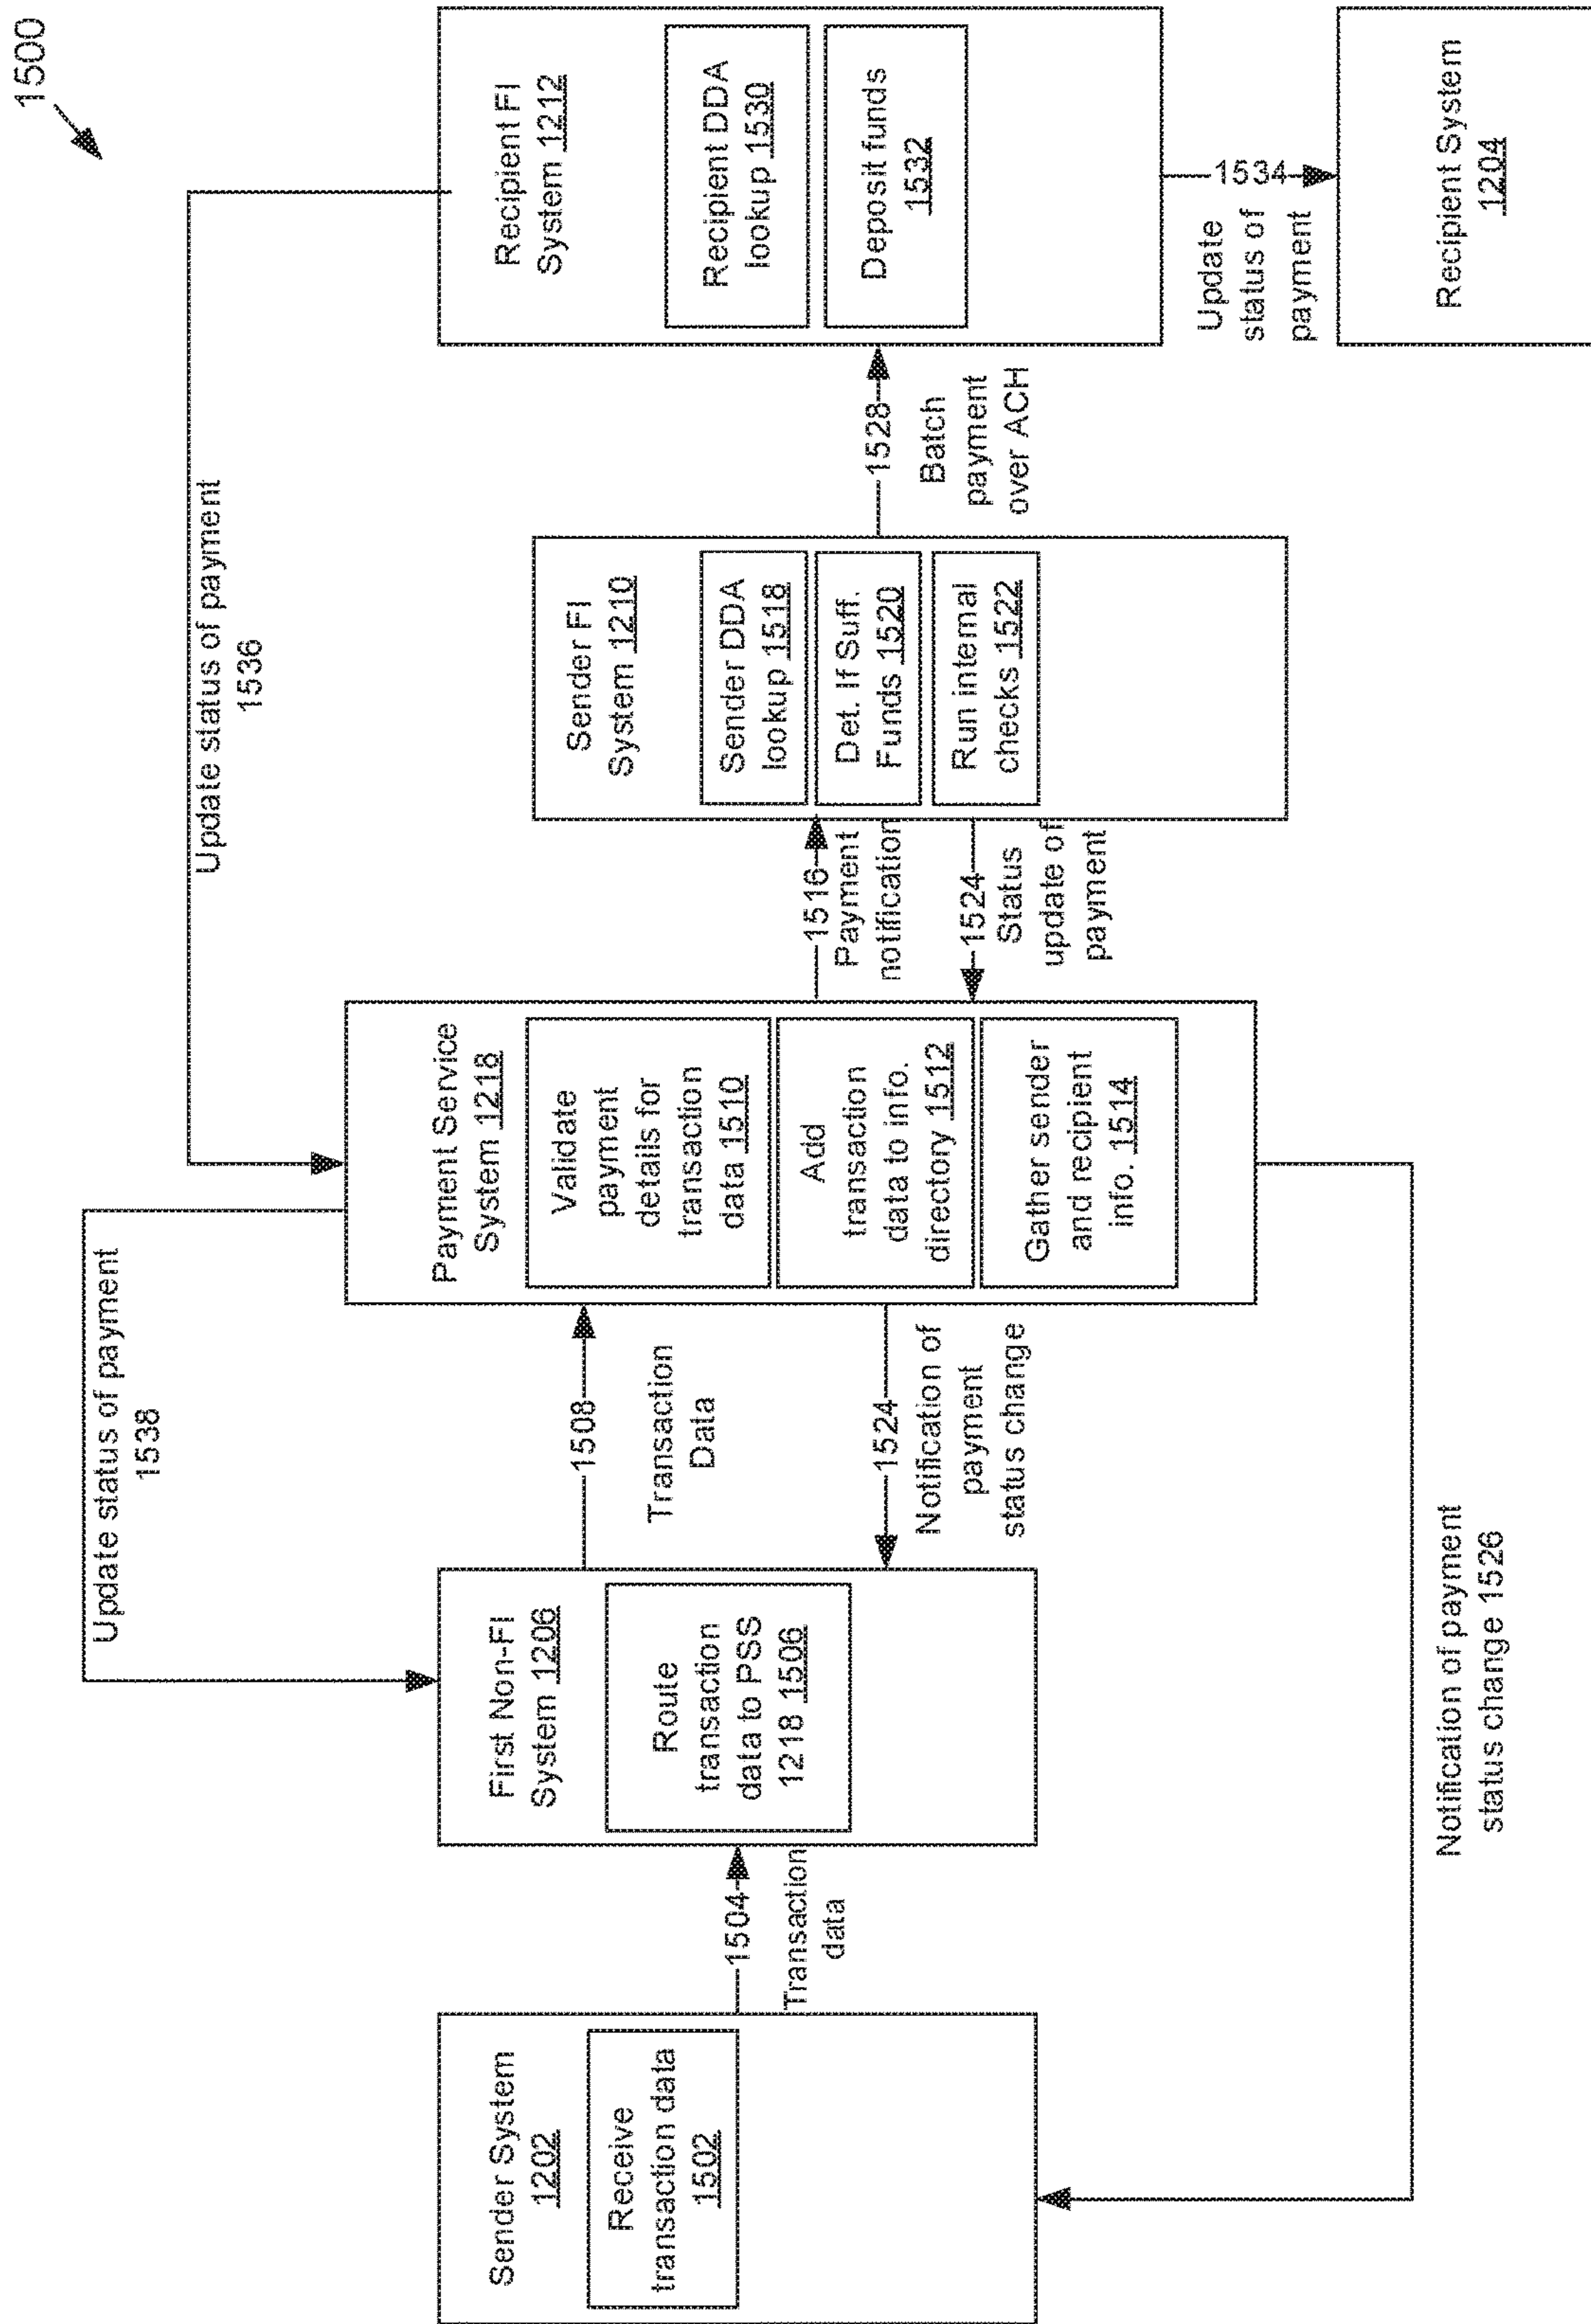 1500
Update status of payment
1536
Update status of payment
1538
Sender System
1202
Receive
transaction data
1502
1504
Transaction
data
First Non-FI
System 1206
Route
transaction
data to PSS
1218 1506
1508
Transaction
Data
1524
Notification of
payment
status change
Payment Service
System 1218
Validate
payment
details for
transaction
data 1510
Add
transaction
data to info.
directory 1512
Gather sender
and recipient
info. 1514
1516
Payment
notification
1524
Status
update of
payment
Sender FI
System 1210
Sender DDA
lookup 1518
Det. If Suff.
Funds 1520
Run internal
checks 1522
1528
Batch
payment
over ACH
Recipient FI
System 1212
Recipient DDA
lookup 1530
Deposit funds
1532
1534
Update
status of
payment
Recipient System
1204
Notification of payment
status change 1526